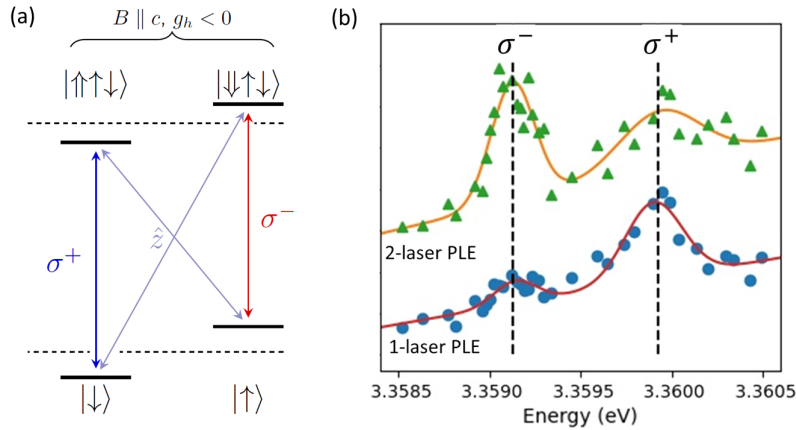 (a)
B ∥ c, g_h < 0
|⇑↑↓⟩
|⇓↑↓⟩
σ⁺
ẑ
σ⁻
|↓⟩
|↑⟩
(b)
σ⁻
σ⁺
2-laser PLE
1-laser PLE
3.3585
3.3590
3.3595
3.3600
3.3605
Energy (eV)